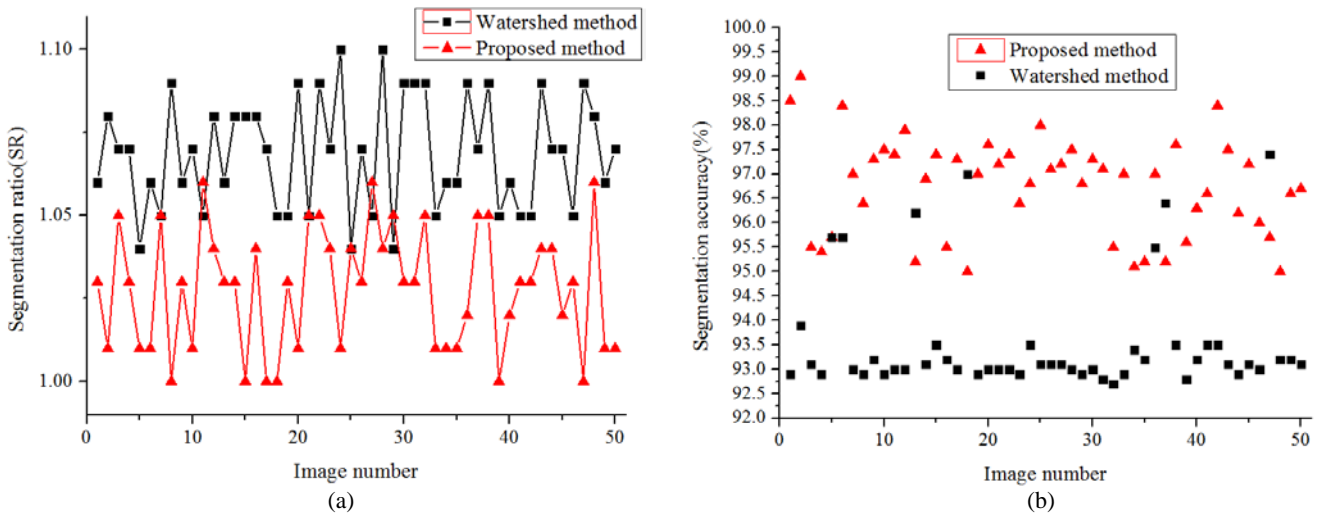 Watershed method
Proposed method
1.10
1.05
1.00
Segmentation ratio(SR)
0 10 20 30 40 50
Image number
(a)
Proposed method
Watershed method
100.0
99.5
99.0
98.5
98.0
97.5
97.0
96.5
96.0
95.5
95.0
94.5
94.0
93.5
93.0
92.5
92.0
Segmentation accuracy(%)
0 10 20 30 40 50
Image number
(b)